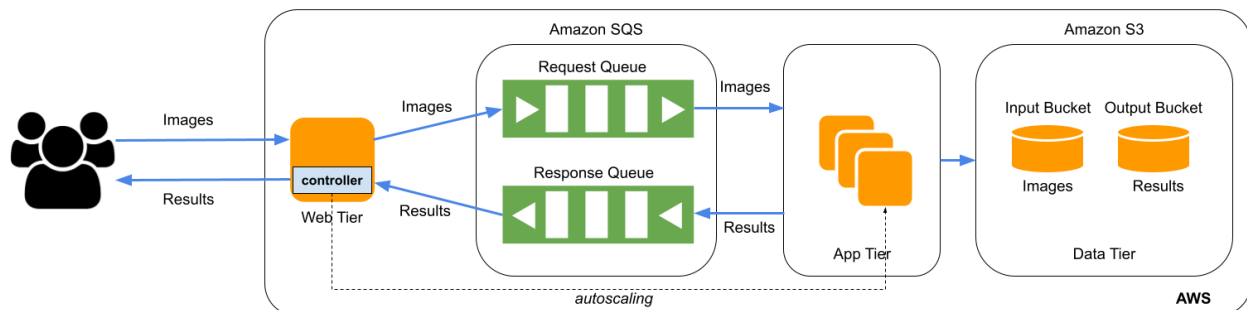 Amazon SQS
Amazon S3
Request Queue
Images
Images
Images
Input Bucket
Output Bucket
controller
Response Queue
Images
Results
Results
Web Tier
Results
Results
App Tier
Data Tier
autoscaling
AWS